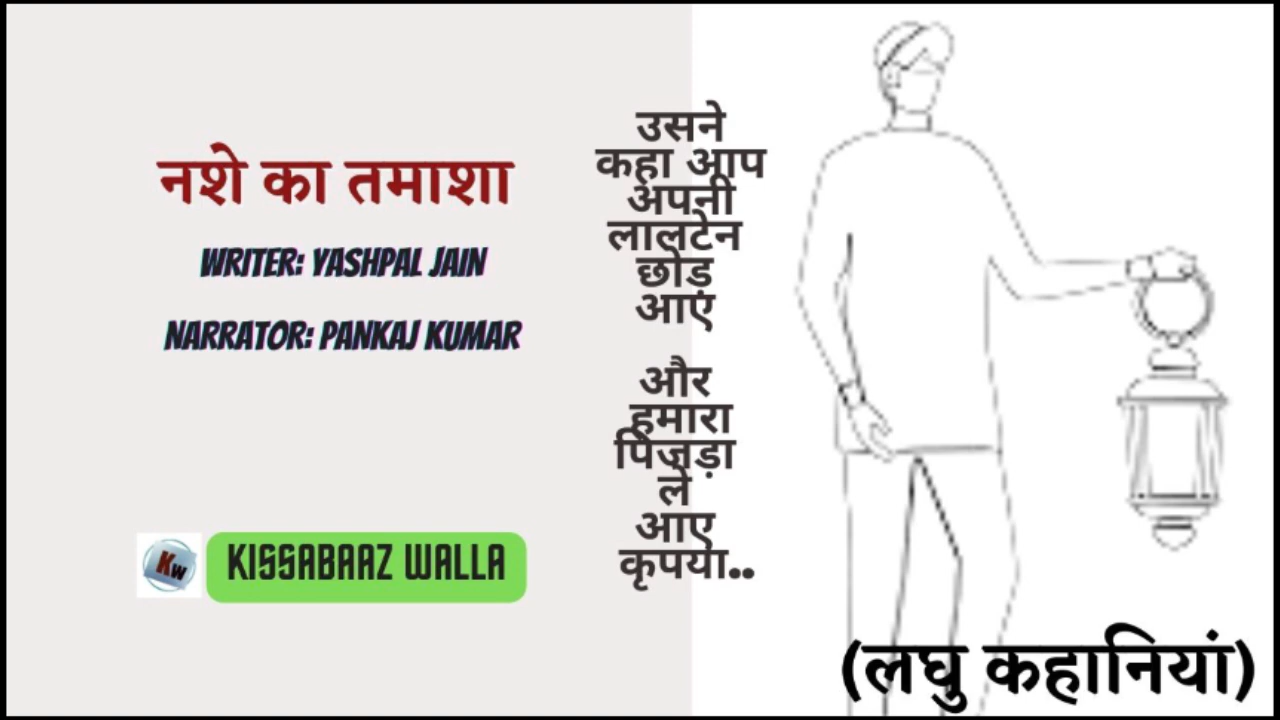 नशे का तमाशा
WRITER: YASHPAL JAIN
NARRATOR: PANKAJ KUMAR
Kw
KISSABAAZ WALLA
उसने
कहा आप
अपनी
लालटेन
छोड़
आएं
और
हमारा
पिंजड़ा
ले
आए
कृपया..
(लघु कहानियां)